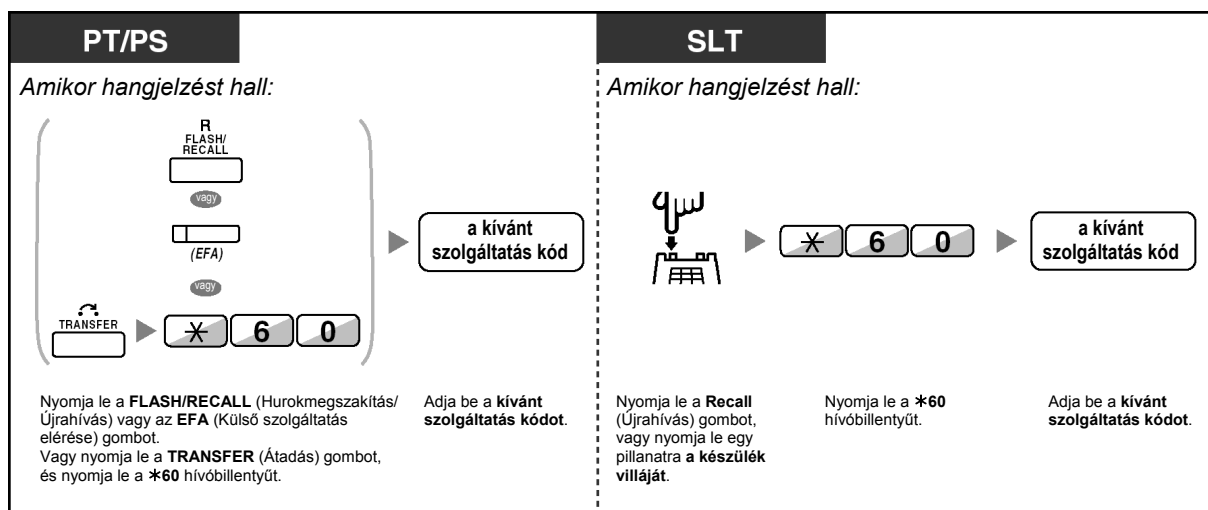 PT/PS
Amikor hangjelzést hall:
R
FLASH/
RECALL
vagy
(EFA)
vagy
TRANSFER
* 6 0
a kívánt
szolgáltatás kód
Nyomja le a FLASH/RECALL (Hurokmegszakítás/
Újrahívás) vagy az EFA (Külső szolgáltatás
elérése) gombot.
Vagy nyomja le a TRANSFER (Átadás) gombot,
és nyomja le a *60 hívóbillentyűt.
Adja be a kívánt
szolgáltatás kódot.
SLT
Amikor hangjelzést hall:
* 6 0
a kívánt
szolgáltatás kód
Nyomja le a Recall
(Újrahívás) gombot,
vagy nyomja le egy
pillanatra a készülék
villáját.
Nyomja le a *60
hívóbillentyűt.
Adja be a kívánt
szolgáltatás kódot.